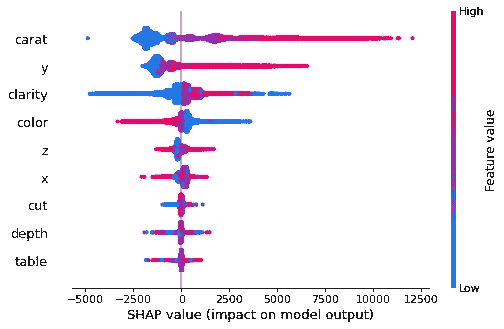 High
carat
y
clarity
color
z
x
cut
depth
table
Feature value
Low
−5000 −2500 0 2500 5000 7500 10000 12500
SHAP value (impact on model output)